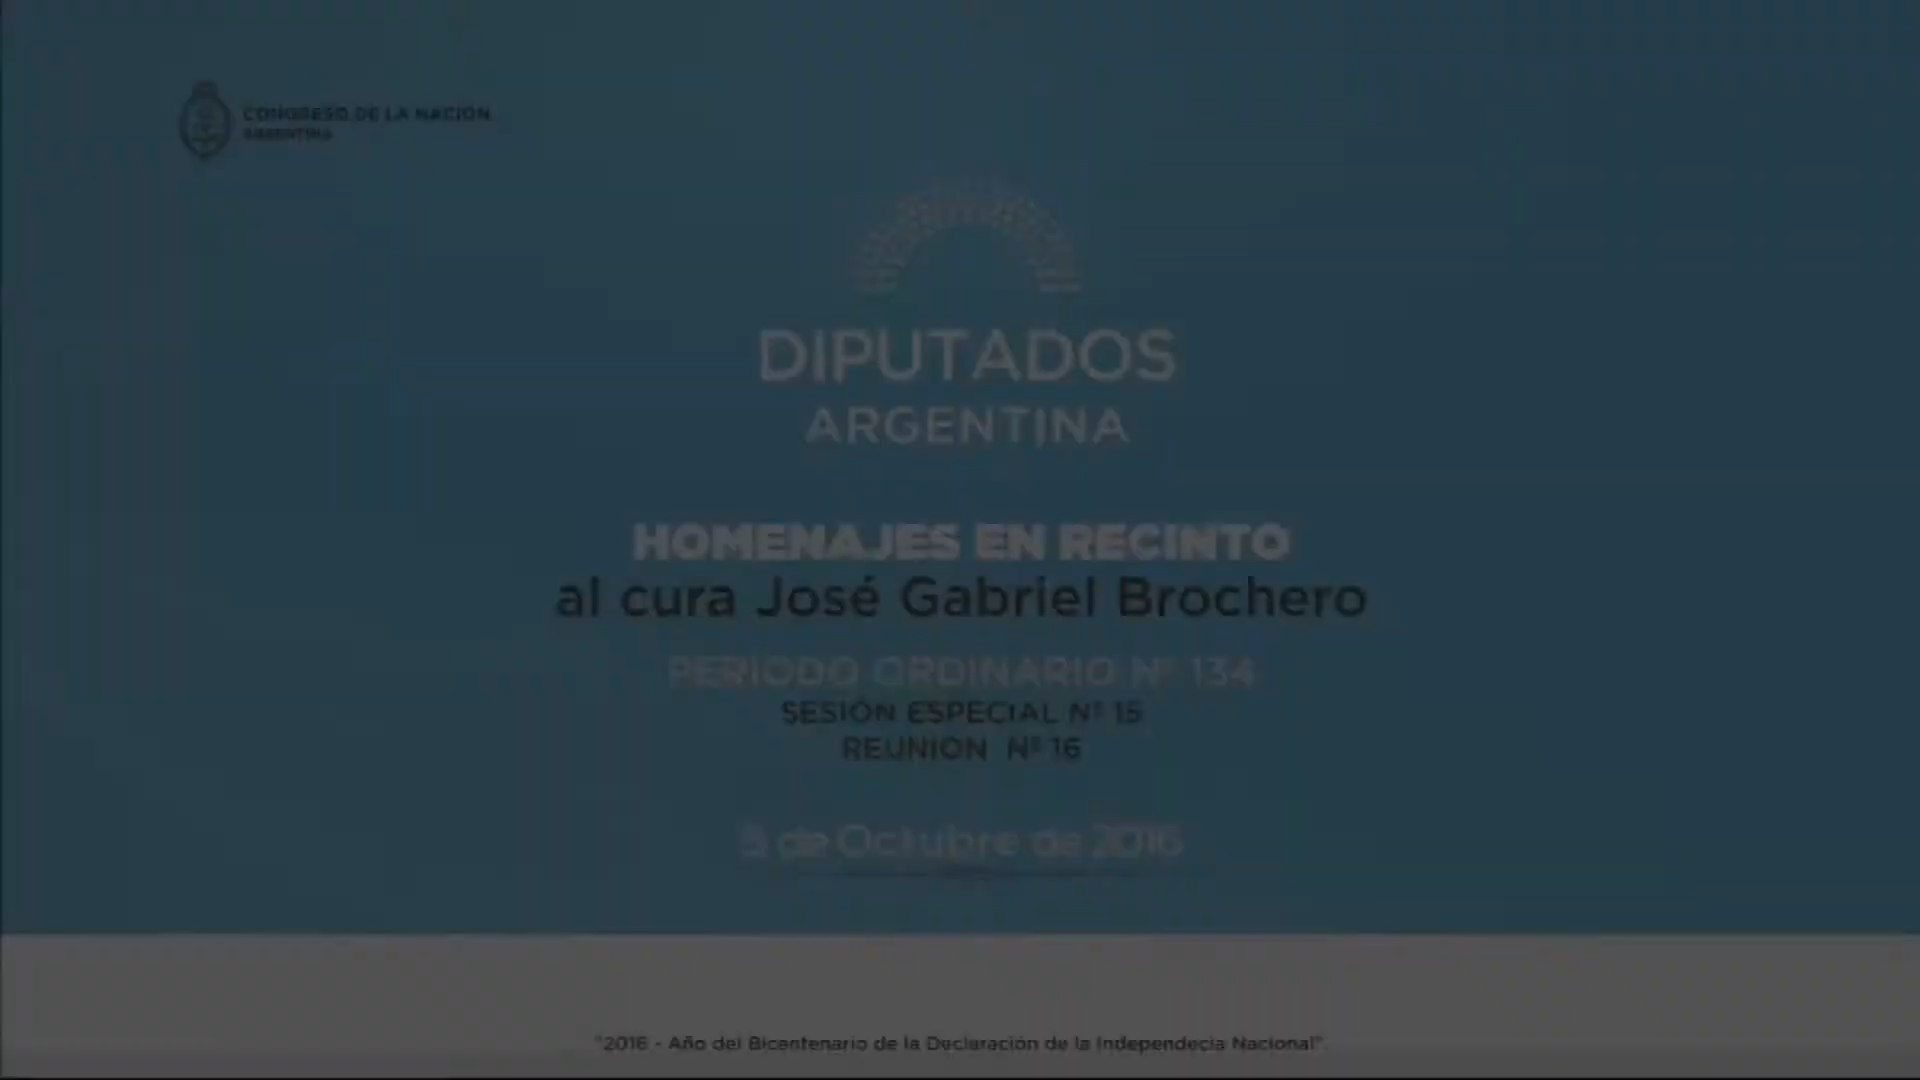 CONGRESO DE LA NACIÓN
ARGENTINA
DIPUTADOS
ARGENTINA
HOMENAJES EN RECINTO
al cura José Gabriel Brochero
PERIODO ORDINARIO Nº 134
SESIÓN ESPECIAL Nº 15
REUNION Nº 16
5 de Octubre de 2016
"2016 - Año del Bicentenario de la Declaración de la Independecia Nacional".